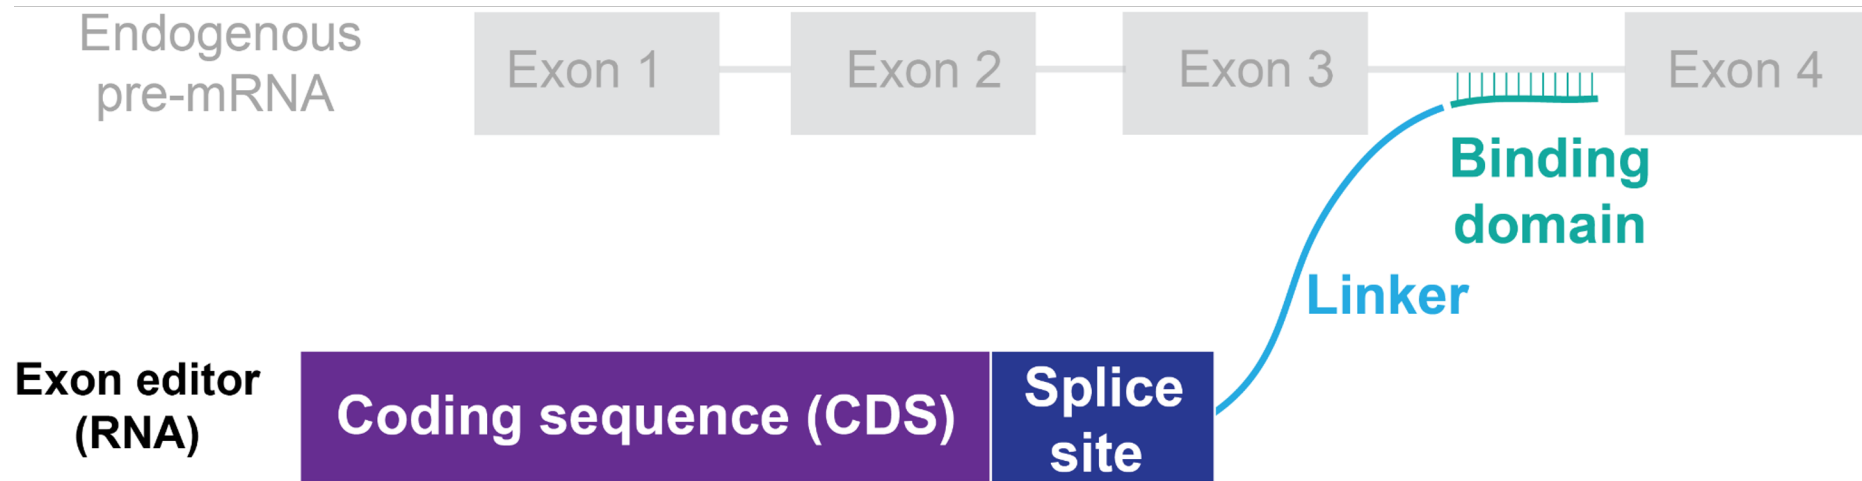 Endogenous
pre-mRNA
Exon 1
Exon 2
Exon 3
Exon 4
Binding
domain
Linker
Exon editor
(RNA)
Coding sequence (CDS)
Splice
site